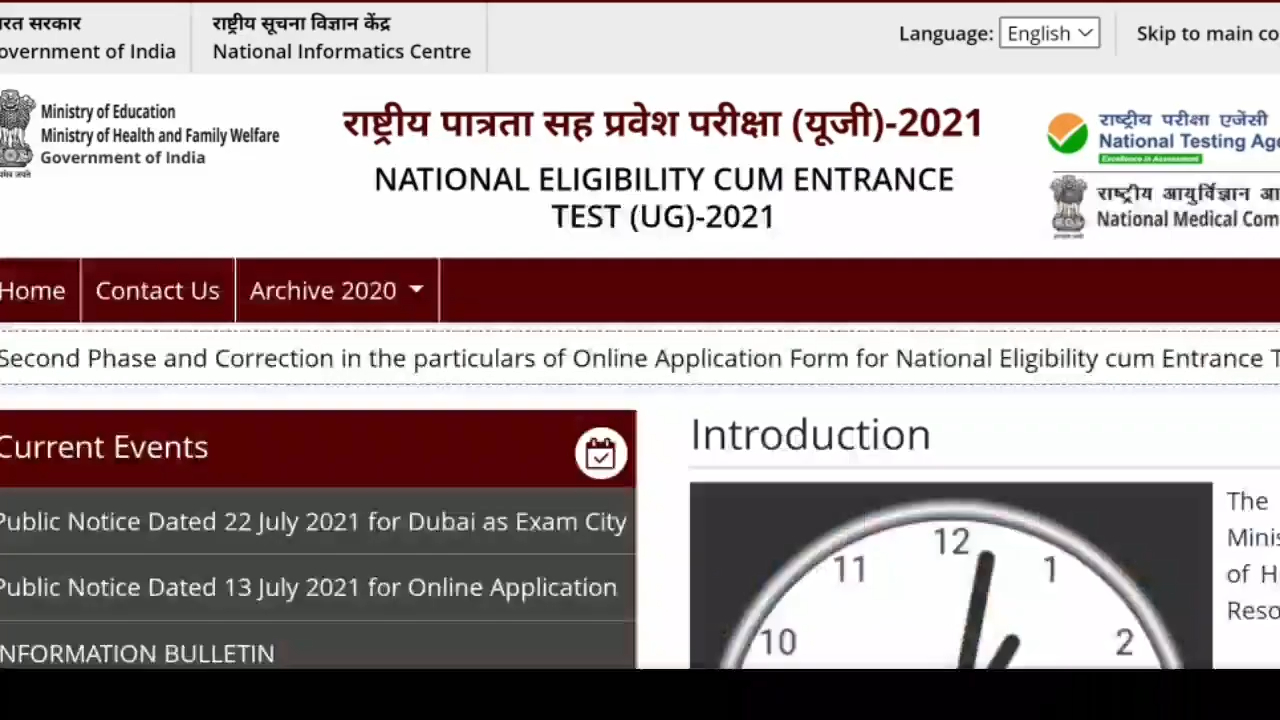 रत सरकार
overnment of India
राष्ट्रीय सूचना विज्ञान केंद्र
National Informatics Centre
Language: English
Skip to main co
Ministry of Education
Ministry of Health and Family Welfare
Government of India
राष्ट्रीय पात्रता सह प्रवेश परीक्षा (यूजी)-2021
NATIONAL ELIGIBILITY CUM ENTRANCE
TEST (UG)-2021
राष्ट्रीय परीक्षा एजेंसी
National Testing Age
Excellence in Assessment
राष्ट्रीय आयुर्विज्ञान आ
National Medical Com
Home
Contact Us
Archive 2020
Second Phase and Correction in the particulars of Online Application Form for National Eligibility cum Entrance T
Current Events
Public Notice Dated 22 July 2021 for Dubai as Exam City
Public Notice Dated 13 July 2021 for Online Application
NFORMATION BULLETIN
Introduction
12
11
1
10
2
The
Minis
of H
Reso